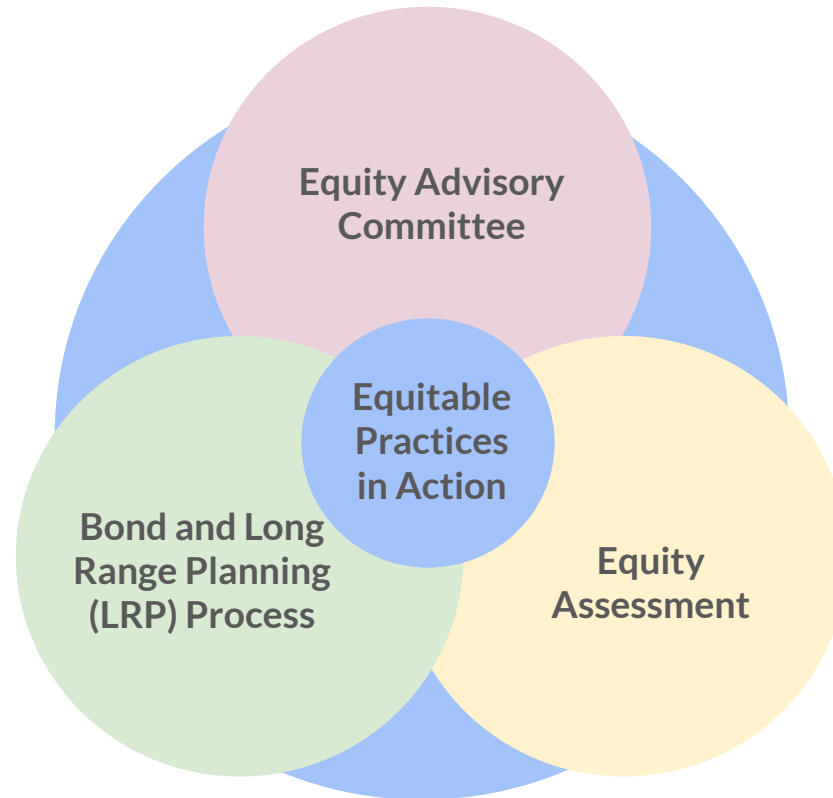 Equity Advisory
Committee
Equitable
Practices
in Action
Bond and Long
Range Planning
(LRP) Process
Equity
Assessment